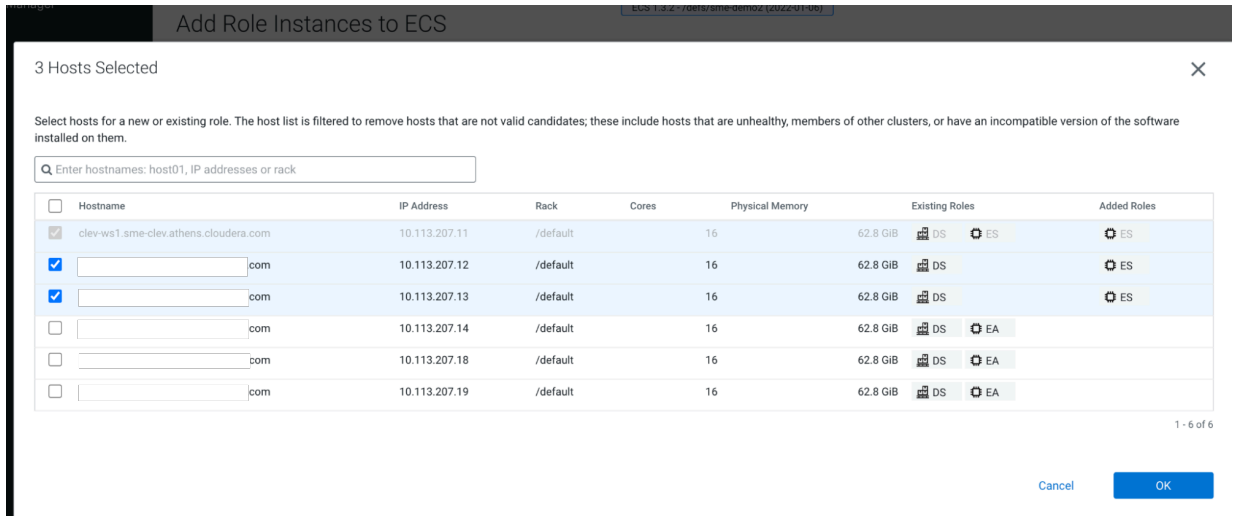 Manager
Add Role Instances to ECS
ECS 1.3.2 - /defs/sme-demo2 (2022-01-06)
3 Hosts Selected
Select hosts for a new or existing role. The host list is filtered to remove hosts that are not valid candidates; these include hosts that are unhealthy, members of other clusters, or have an incompatible version of the software
installed on them.
Enter hostnames: host01, IP addresses or rack
Hostname IP Address Rack Cores Physical Memory Existing Roles Added Roles
clev-ws1.sme-clev.athens.cloudera.com 10.113.207.11 /default 16 62.8 GiB DS ES ES
com 10.113.207.12 /default 16 62.8 GiB DS ES
com 10.113.207.13 /default 16 62.8 GiB DS ES
com 10.113.207.14 /default 16 62.8 GiB DS EA
com 10.113.207.18 /default 16 62.8 GiB DS EA
com 10.113.207.19 /default 16 62.8 GiB DS EA
1 - 6 of 6
Cancel OK